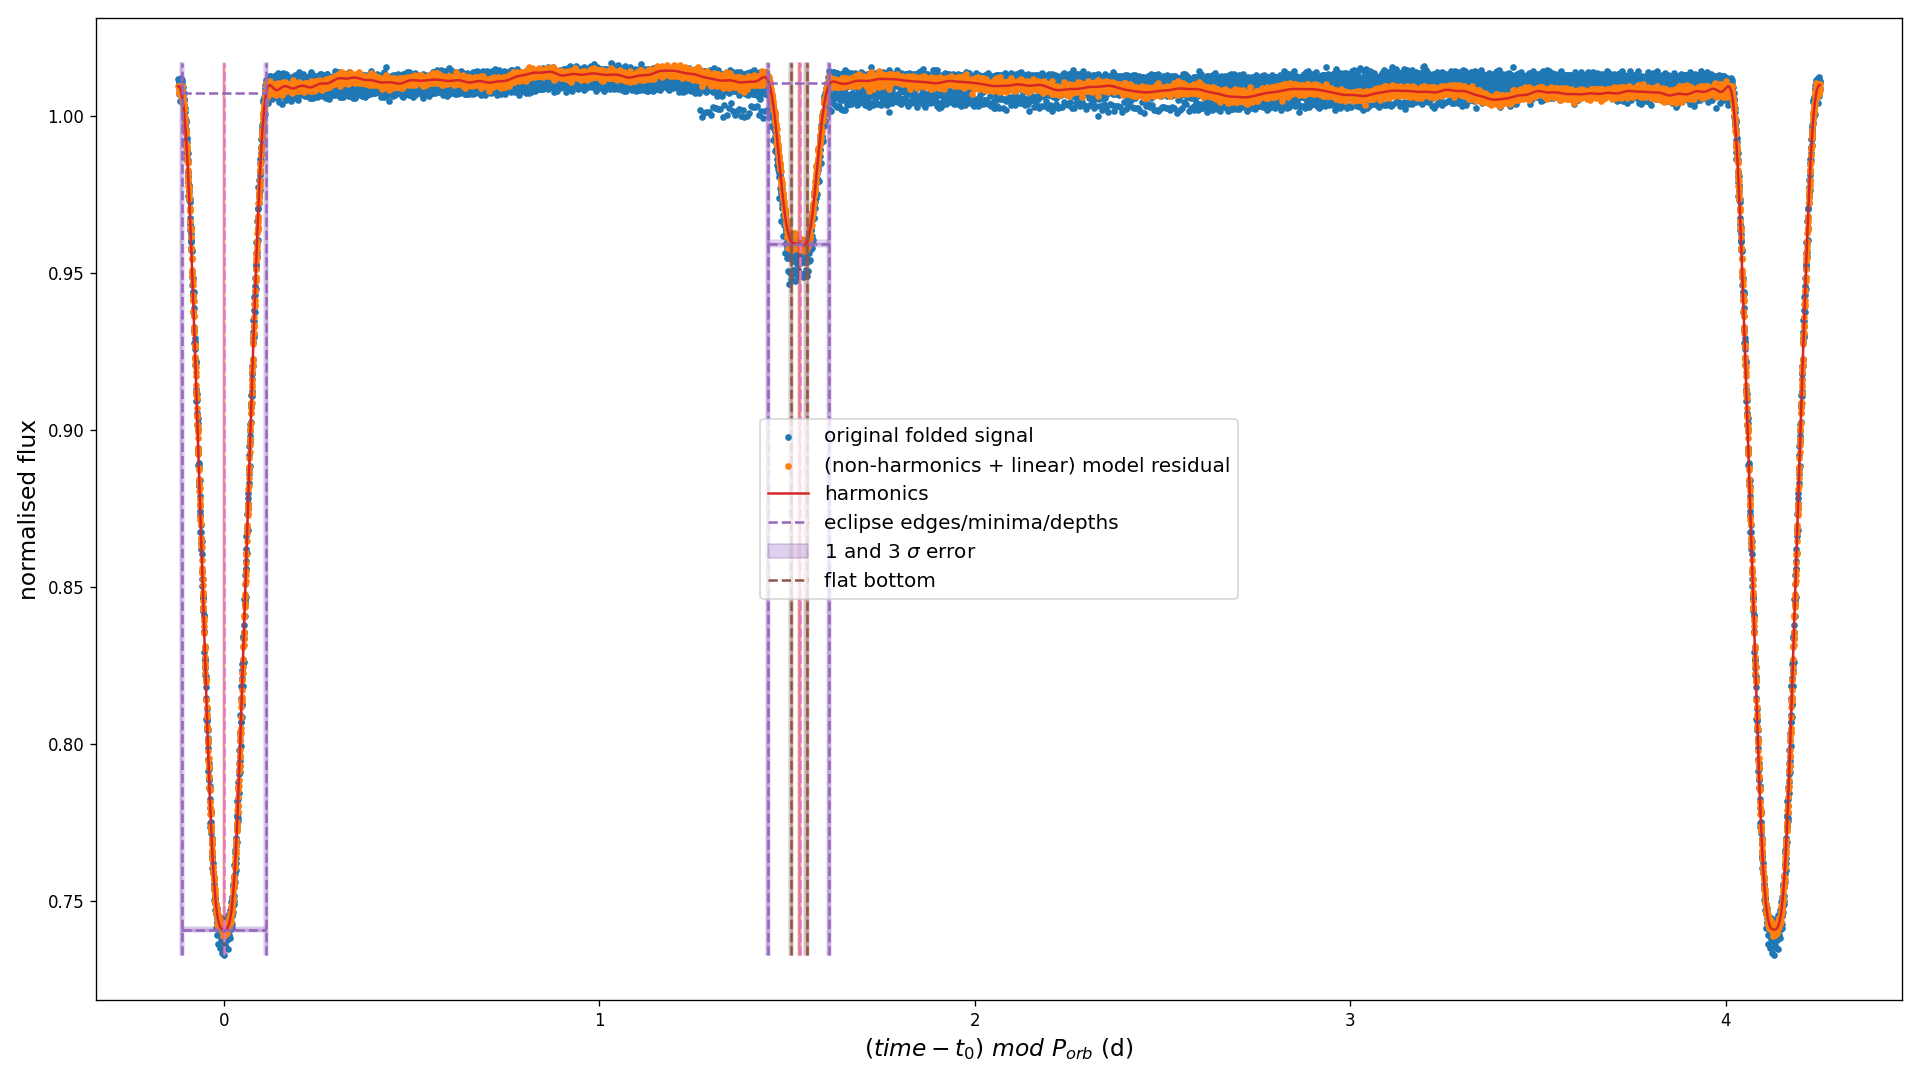 normalised flux
1.00
0.95
0.90
0.85
0.80
0.75
original folded signal
(non-harmonics + linear) model residual
harmonics
eclipse edges/minima/depths
1 and 3 σ error
flat bottom
0 1 2 3 4
(time − t₀) mod Pₒᵣb (d)